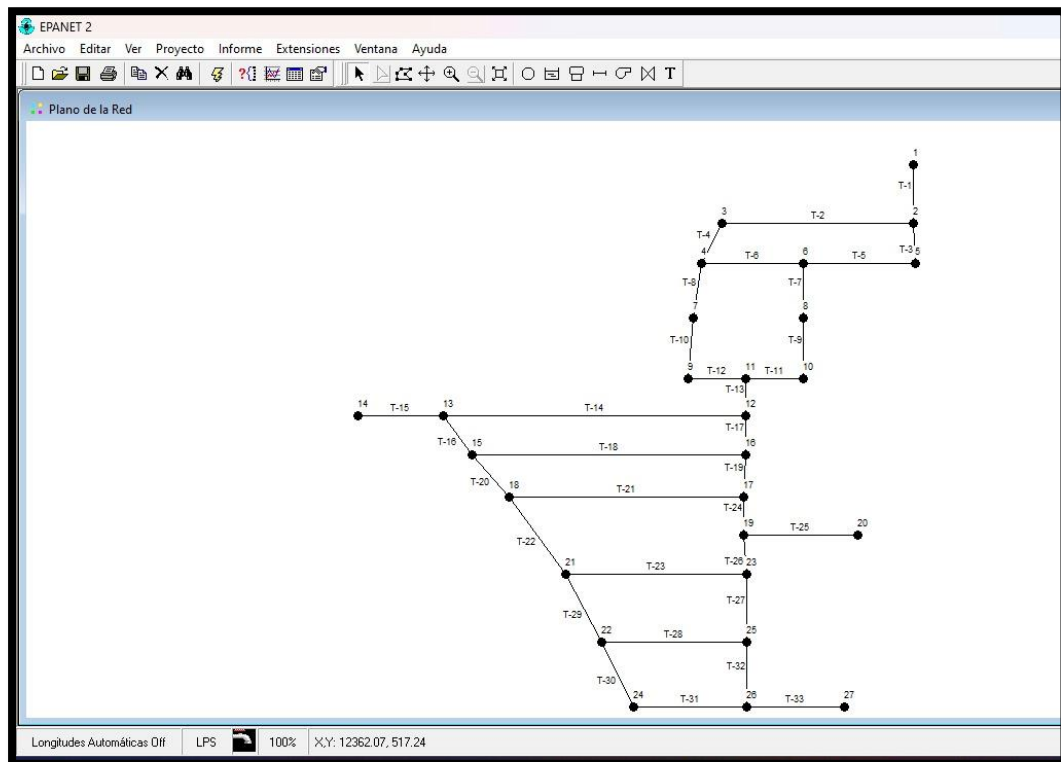 EPANET 2
Archivo Editar Ver Proyecto Informe Extensiones Ventana Ayuda
T
Plano de la Red
1
T-1
3 T-2 2
T-4 T-3
4 T-6 6 T-5 5
T-8 T-7
7 8
T-10 T-9
9 T-12 11 T-11 10
T-13
14 T-15 13 T-14 12
T-16 T-17
15 T-18 16
T-20 T-19
18 T-21 17
T-24
19 T-25 20
T-22
T-26
21 T-23 23
T-29 T-27
22 T-28 25
T-30 T-32
24 T-31 26 T-33 27
Longitudes Automáticas Off LPS 100% X,Y: 12362.07, 517.24